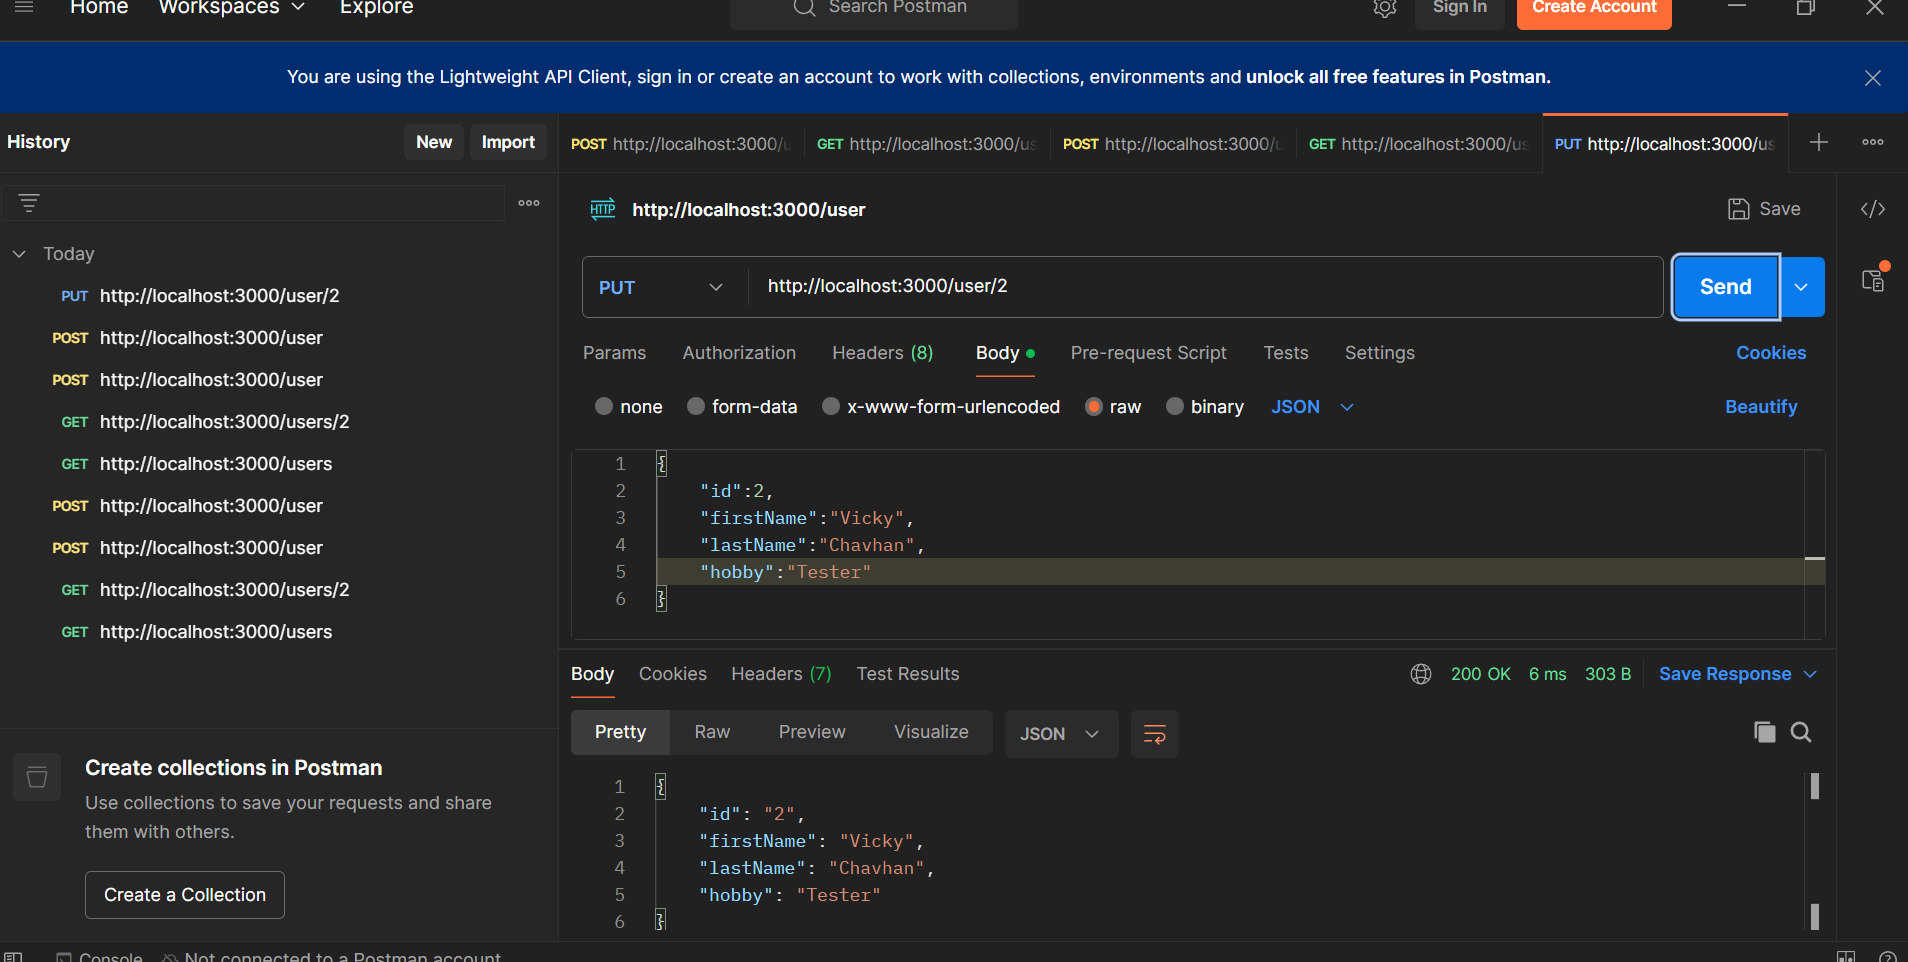 Home Workspaces Explore Search Postman Sign In Create Account
You are using the Lightweight API Client, sign in or create an account to work with collections, environments and unlock all free features in Postman.
History New Import
POST http://localhost:3000/u GET http://localhost:3000/us POST http://localhost:3000/u GET http://localhost:3000/us PUT http://localhost:3000/us
Today
PUT http://localhost:3000/user/2
POST http://localhost:3000/user
POST http://localhost:3000/user
GET http://localhost:3000/users/2
GET http://localhost:3000/users
POST http://localhost:3000/user
POST http://localhost:3000/user
GET http://localhost:3000/users/2
GET http://localhost:3000/users
Create collections in Postman
Use collections to save your requests and share
them with others.
Create a Collection
HTTP http://localhost:3000/user Save
PUT http://localhost:3000/user/2 Send
Params Authorization Headers (8) Body Pre-request Script Tests Settings Cookies
none form-data x-www-form-urlencoded raw binary JSON Beautify
1 {
2 "id":2,
3 "firstName":"Vicky",
4 "lastName":"Chavhan",
5 "hobby":"Tester"
6 }
Body Cookies Headers (7) Test Results 200 OK 6 ms 303 B Save Response
Pretty Raw Preview Visualize JSON
1 {
2 "id": "2",
3 "firstName": "Vicky",
4 "lastName": "Chavhan",
5 "hobby": "Tester"
6 }
Console Not connected to a Postman account